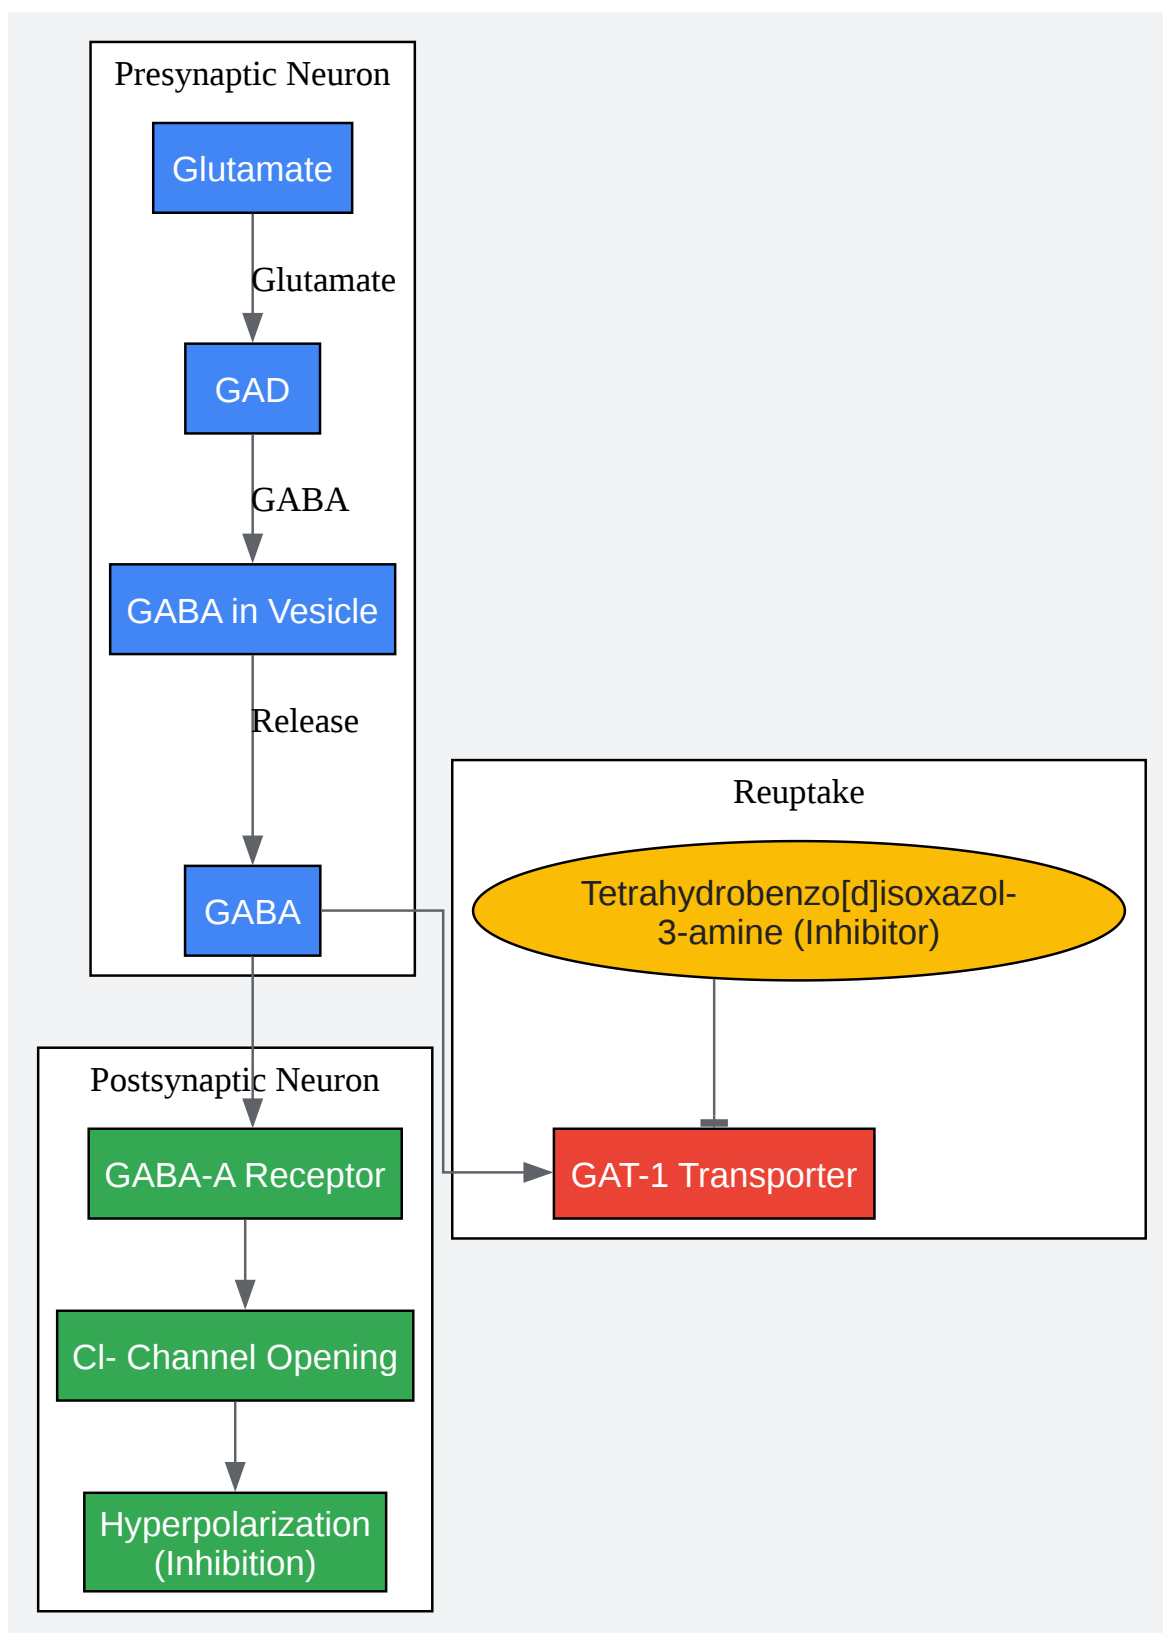 Presynaptic Neuron
Glutamate
Glutamate
GAD
GABA
GABA in Vesicle
Release
GABA
Reuptake
Tetrahydrobenzo[d]isoxazol-
3-amine (Inhibitor)
GAT-1 Transporter
Postsynaptic Neuron
GABA-A Receptor
Cl- Channel Opening
Hyperpolarization
(Inhibition)